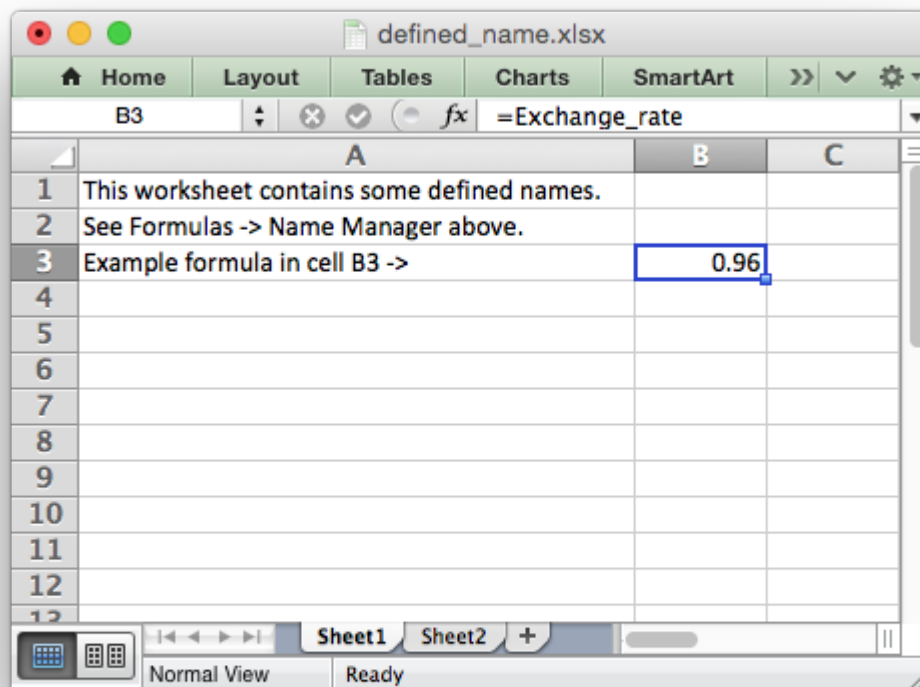 defined_name.xlsx
Home Layout Tables Charts SmartArt
B3 fx =Exchange_rate
A B C
1 This worksheet contains some defined names.
2 See Formulas -> Name Manager above.
3 Example formula in cell B3 -> 0.96
4
5
6
7
8
9
10
11
12
13
Sheet1 Sheet2 +
Normal View Ready